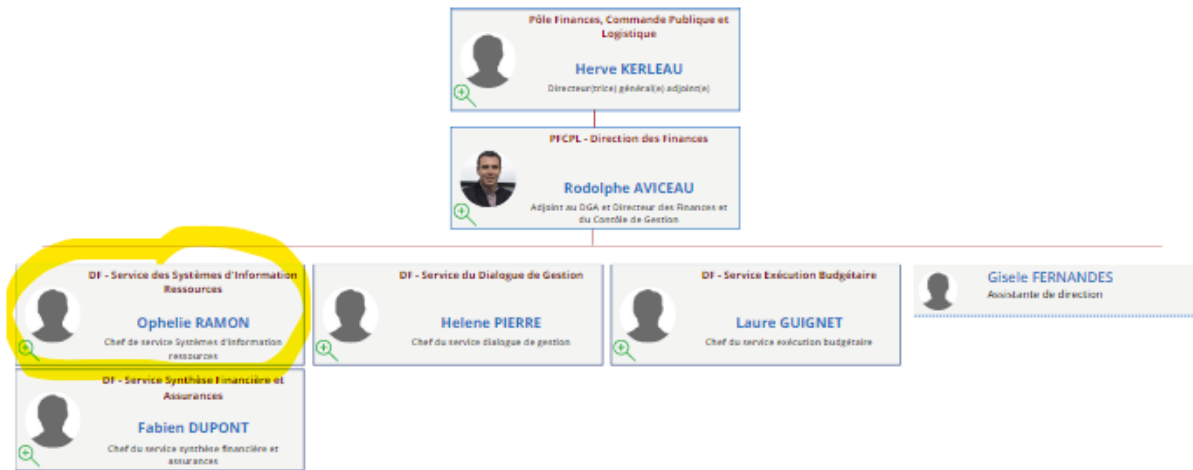 Pôle Finances, Commande Publique et
Logistique
Herve KERLEAU
Directeur(trice) général(e) adjoint(e)
PFCPL - Direction des Finances
Rodolphe AVICEAU
Adjoint au DGA et Directeur des Finances et
du Contrôle de Gestion
DF - Service des Systèmes d'Information
Ressources
Ophelie RAMON
Chef de service Systèmes d'information
ressources
DF - Service du Dialogue de Gestion
Helene PIERRE
Chef du service dialogue de gestion
DF - Service Exécution Budgétaire
Laure GUIGNET
Chef du service exécution budgétaire
Gisele FERNANDES
Assistante de direction
DF - Service Synthèse Financière et
Assurances
Fabien DUPONT
Chef du service synthèse financière et
assurances